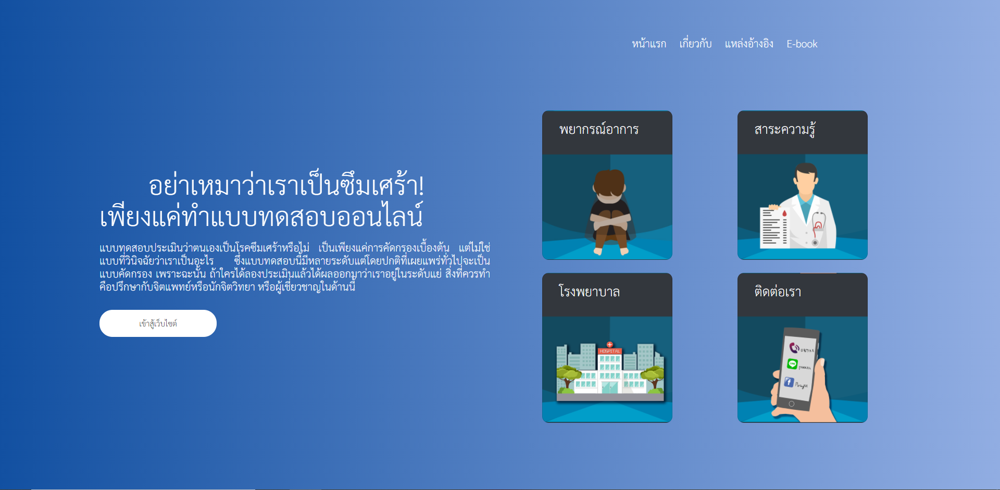 หน้าแรก เกี่ยวกับ แหล่งอ้างอิง E-book
อย่าเหมาว่าเราเป็นซึมเศร้า!
เพียงแค่ทำแบบทดสอบออนไลน์
แบบทดสอบประเมินว่าตนเองเป็นโรคซึมเศร้าหรือไม่ เป็นเพียงแค่การคัดกรองเบื้องต้น แต่ไม่ใช่
แบบที่วินิจฉัยว่าเราเป็นอะไร ซึ่งแบบทดสอบนี้มีหลายระดับแต่โดยปกติที่เผยแพร่ทั่วไปจะเป็น
แบบคัดกรอง เพราะฉะนั้น ถ้าใครได้ลองประเมินแล้วได้ผลออกมาว่าเราอยู่ในระดับแย่ สิ่งที่ควรทำ
คือปรึกษากับจิตแพทย์หรือนักจิตวิทยา หรือผู้เชี่ยวชาญในด้านนี้
เข้าสู้เว็บไซต์
พยากรณ์อาการ
สาระความรู้
โรงพยาบาล
HOSPITAL
ติดต่อเรา
LINE
f